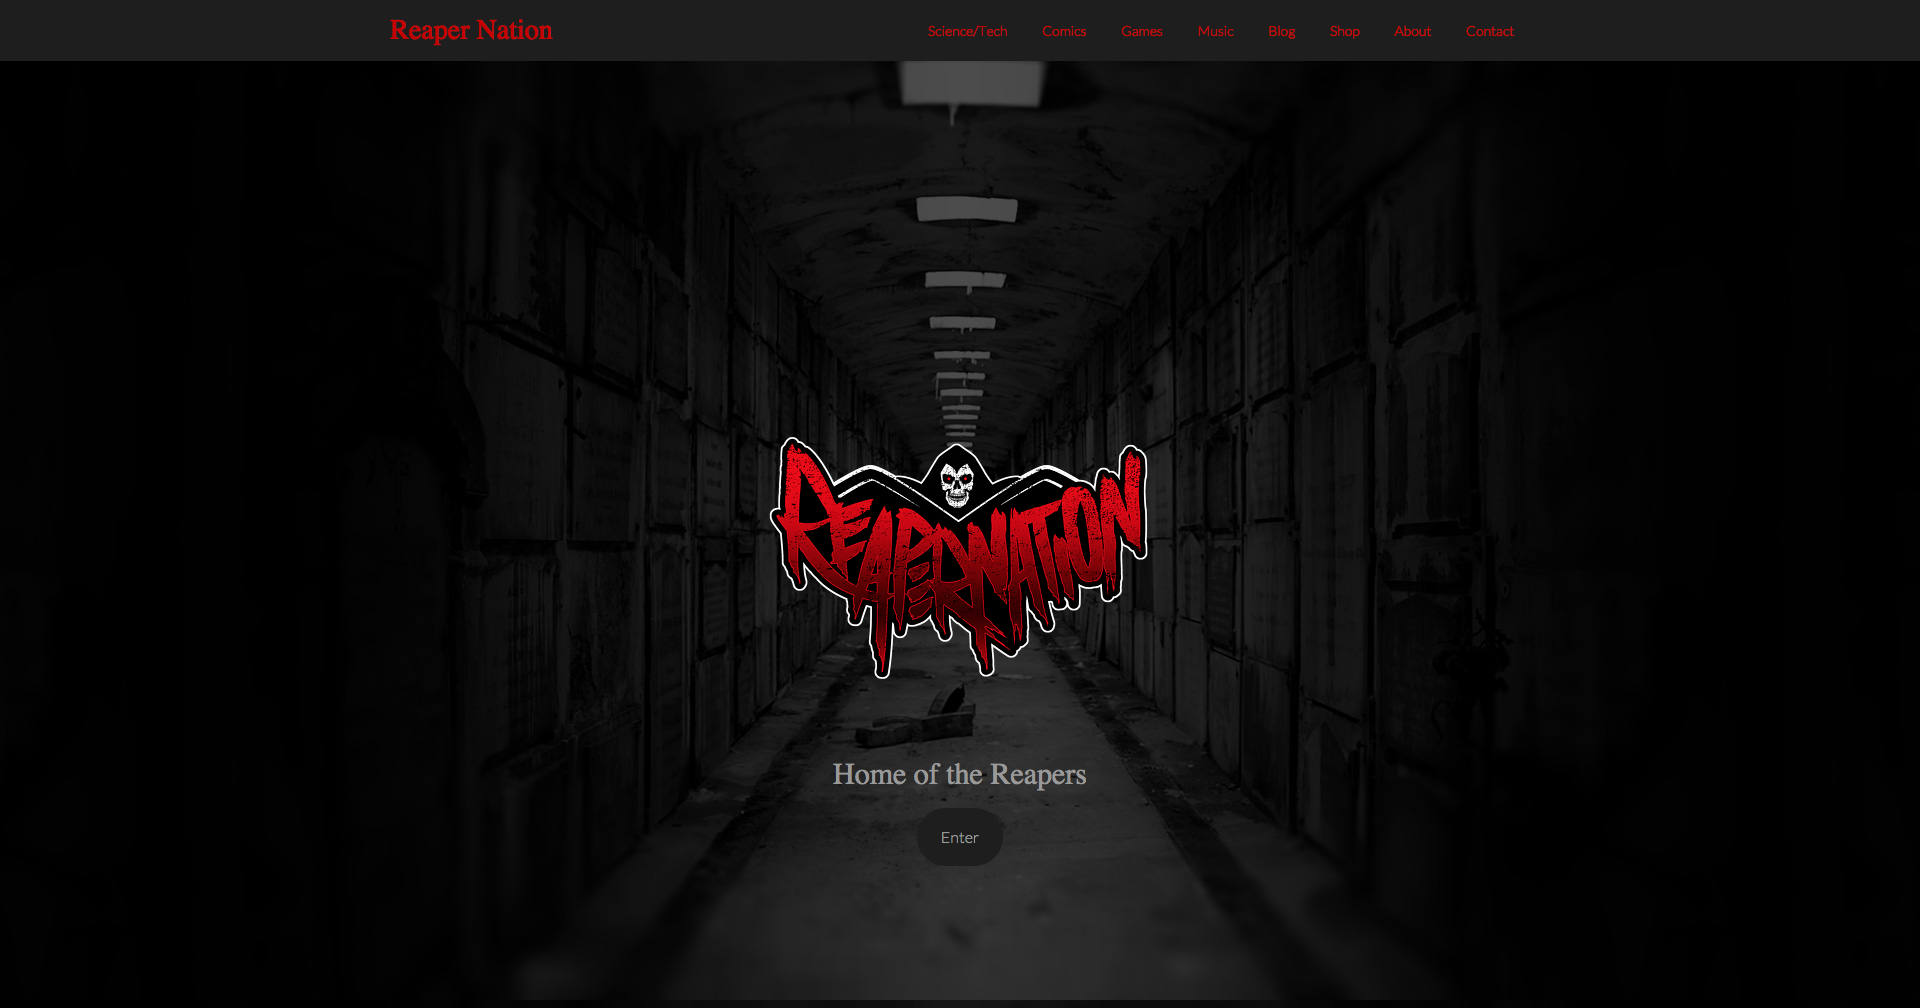 Reaper Nation
Science/Tech Comics Games Music Blog Shop About Contact
REAPERNATION
Home of the Reapers
Enter